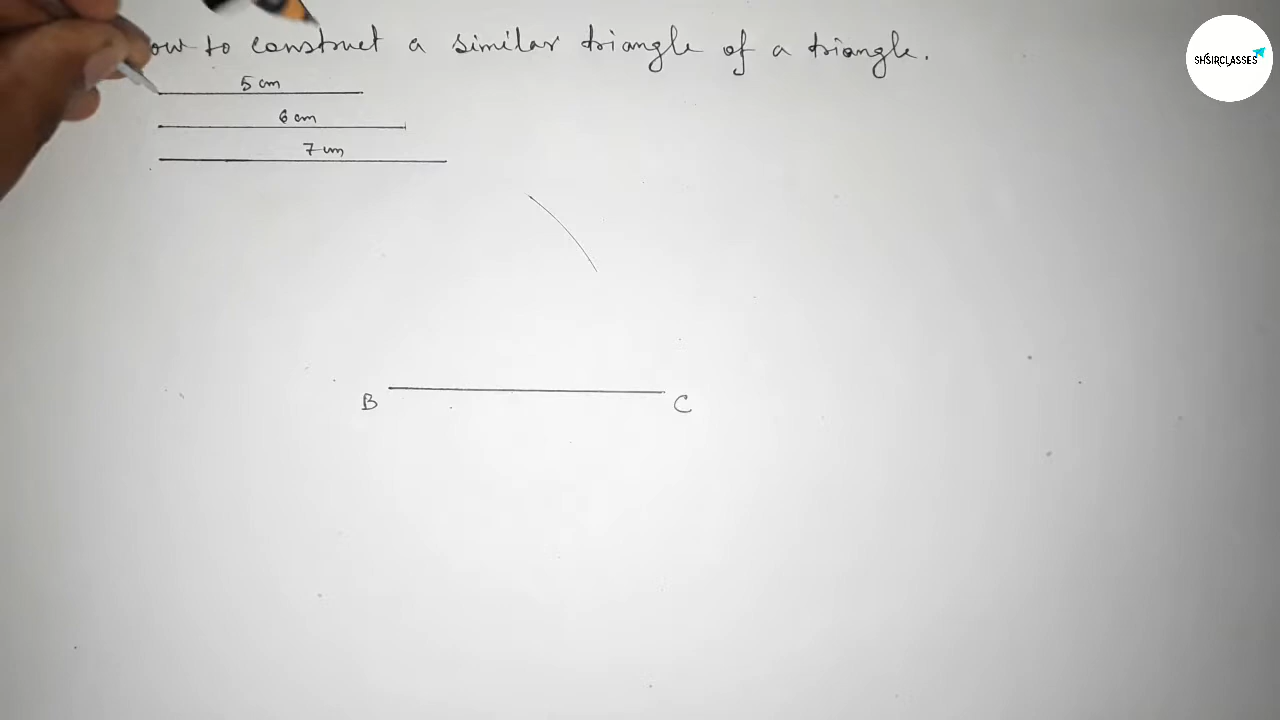 ow to construct a similar triangle of a triangle.
SHSIRCLASSES
5 cm
6 cm
7 cm
B
C